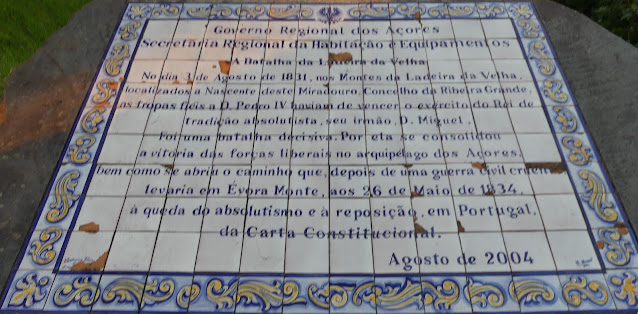 Governo Regional dos Açores
Secretaria Regional da Habitação e Equipamentos
A Batalha da Ladeira da Velha
No dia 3 de Agosto de 1831, nos Montes da Ladeira da Velha,
localizados a Nascente deste Miradouro, Concelho da Ribeira Grande,
as tropas fiéis a D. Pedro IV haviam de vencer o exército do Rei de
tradição absolutista, seu irmão, D. Miguel.
Foi uma batalha decisiva. Por ela se consolidou
a vitória das forças liberais no arquipélago dos Açores,
bem como se abriu o caminho que, depois de uma guerra civil cruenta
levaria em Évora Monte, aos 26 de Maio de 1834,
à queda do absolutismo e à reposição, em Portugal,
da Carta Constitucional.
Agosto de 2004